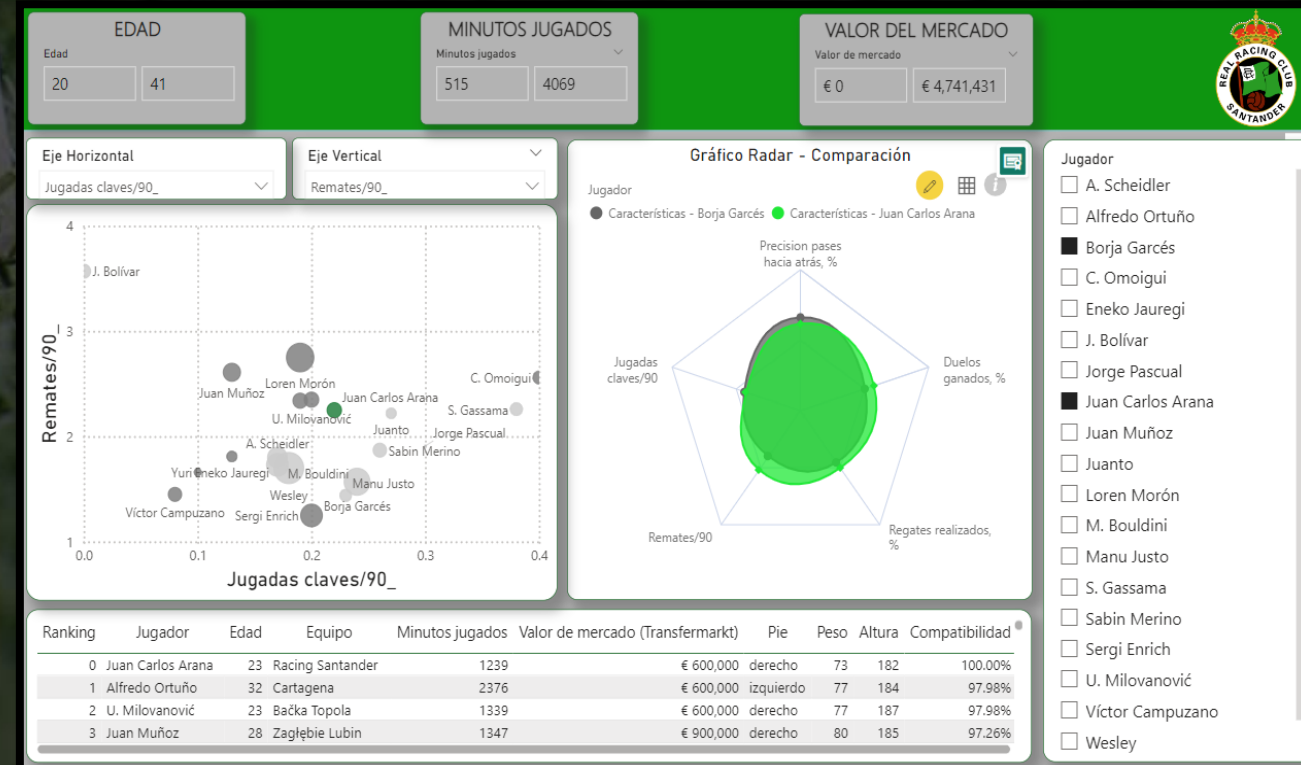 EDAD
Edad
20 41
MINUTOS JUGADOS
Minutos jugados
515 4069
VALOR DEL MERCADO
Valor de mercado
€ 0 € 4,741,431
REAL RACING CLUB
SANTANDER
Eje Horizontal
Jugadas claves/90_
Eje Vertical
Remates/90_
4
J. Bolívar
3
Loren Morón
Juan Muñoz
C. Omoigui
Juan Carlos Arana
U. Milovanović
S. Gassama
Juanto
Jorge Pascual
2
A. Scheidler
Sabin Merino
Yuri
Eneko Jauregi
M. Bouldini
Manu Justo
Wesley
Borja Garcés
Víctor Campuzano
Sergi Enrich
1
0.0 0.1 0.2 0.3 0.4
Remates/90_
Jugadas claves/90_
Gráfico Radar - Comparación
Jugador
Características - Borja Garcés Características - Juan Carlos Arana
Precision pases
hacia atrás, %
Duelos
ganados, %
Regates realizados,
%
Remates/90
Jugadas
claves/90
Jugador
A. Scheidler
Alfredo Ortuño
Borja Garcés
C. Omoigui
Eneko Jauregi
J. Bolívar
Jorge Pascual
Juan Carlos Arana
Juan Muñoz
Juanto
Loren Morón
M. Bouldini
Manu Justo
S. Gassama
Sabin Merino
Sergi Enrich
U. Milovanović
Víctor Campuzano
Wesley
Ranking Jugador Edad Equipo Minutos jugados Valor de mercado (Transfermarkt) Pie Peso Altura Compatibilidad
0 Juan Carlos Arana 23 Racing Santander 1239 € 600,000 derecho 73 182 100.00%
1 Alfredo Ortuño 32 Cartagena 2376 € 600,000 izquierdo 77 184 97.98%
2 U. Milovanović 23 Bačka Topola 1339 € 600,000 derecho 77 187 97.98%
3 Juan Muñoz 28 Zagłębie Lubin 1347 € 900,000 derecho 80 185 97.26%